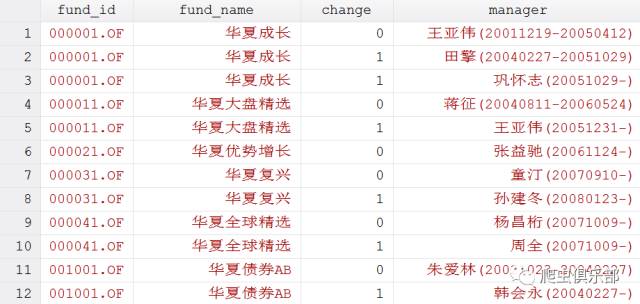 fund_id fund_name change manager
1 000001.OF 华夏成长 0 王亚伟(20011219-20050412)
2 000001.OF 华夏成长 1 田擎(20040227-20051029)
3 000001.OF 华夏成长 1 巩怀志(20051029-)
4 000011.OF 华夏大盘精选 0 蒋征(20040811-20060524)
5 000011.OF 华夏大盘精选 1 王亚伟(20051231-)
6 000021.OF 华夏优势增长 0 张益驰(20061124-)
7 000031.OF 华夏复兴 0 童汀(20070910-)
8 000031.OF 华夏复兴 1 孙建冬(20080123-)
9 000041.OF 华夏全球精选 0 杨昌桁(20071009-)
10 000041.OF 华夏全球精选 1 周全(20071009-)
11 001001.OF 华夏债券AB 0 朱爱林
12 001001.OF 华夏债券AB 1 韩会永(20040227-)
爬虫俱乐部